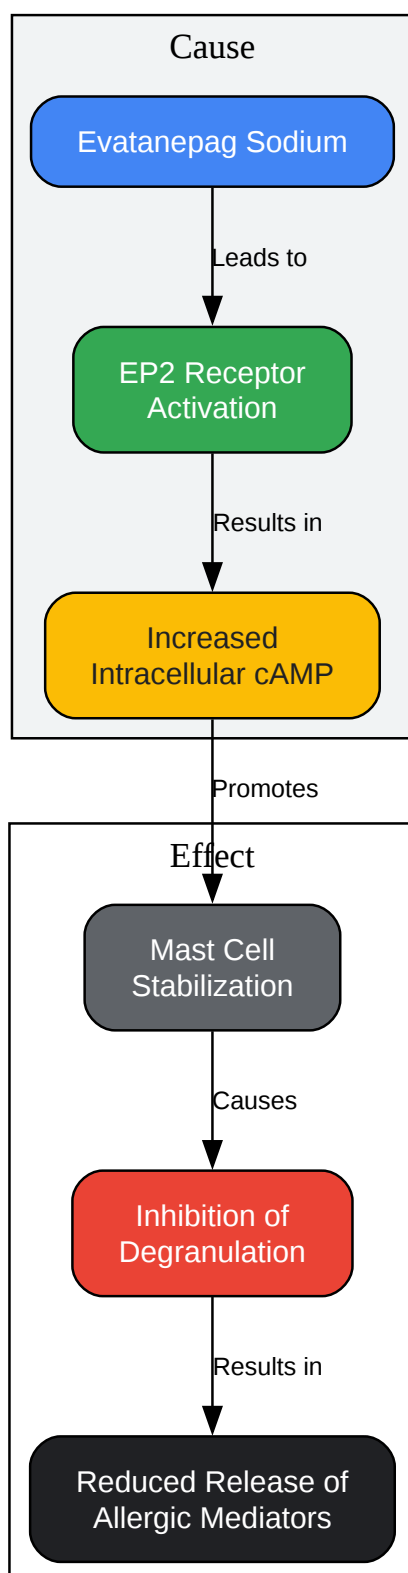 Cause
Evatanepag Sodium
Leads to
EP2 Receptor
Activation
Results in
Increased
Intracellular cAMP
Promotes
Effect
Mast Cell
Stabilization
Causes
Inhibition of
Degranulation
Results in
Reduced Release of
Allergic Mediators